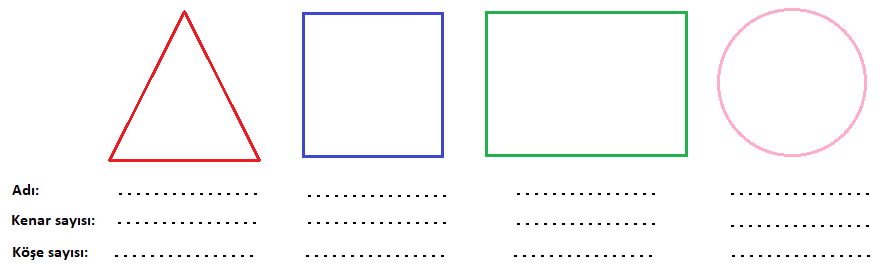 Adı: . . . . . . . . . . . . . . . . . . . . . . . . . . . . . . . . . . . . . . . . . . . . . . . . . . . . . . . . . . . . . . . .
Kenar sayısı: . . . . . . . . . . . . . . . . . . . . . . . . . . . . . . . . . . . . . . . . . . . . . . . . . . . . . . . . . . . . . . . .
Köşe sayısı: . . . . . . . . . . . . . . . . . . . . . . . . . . . . . . . . . . . . . . . . . . . . . . . . . . . . . . . . . . . . . . . .